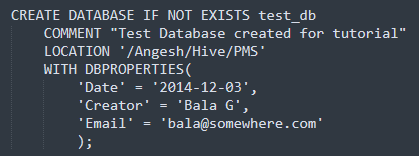 CREATE DATABASE IF NOT EXISTS test_db
COMMENT "Test Database created for tutorial"
LOCATION '/Angesh/Hive/PMS'
WITH DBPROPERTIES(
'Date' = '2014-12-03',
'Creator' = 'Bala G',
'Email' = 'bala@somewhere.com'
);